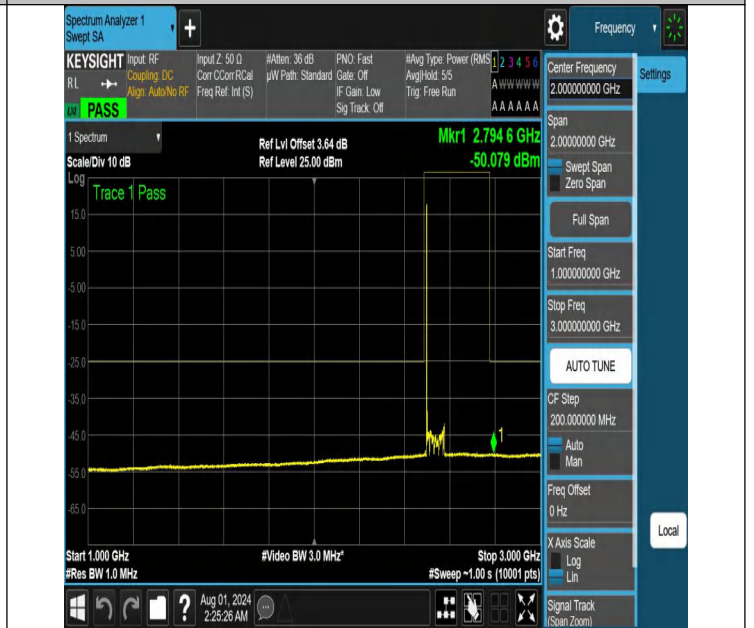 Spectrum Analyzer 1
Swept SA
+
Frequency
KEYSIGHT
RL
LXI
PASS
Input: RF
Coupling: DC
Align: Auto/No RF
Input Z: 50 Ω
Corr CCorr RCal
Freq Ref: Int (S)
#Atten: 36 dB
µW Path: Standard
PNO: Fast
Gate: Off
IF Gain: Low
Sig Track: Off
#Avg Type: Power (RMS
Avg|Hold: 5/5
Trig: Free Run
1 2 3 4 5 6
A W W W W W
A A A A A A
Center Frequency
2.000000000 GHz
Settings
Span
2.00000000 GHz
Swept Span
Zero Span
Full Span
Start Freq
1.000000000 GHz
Stop Freq
3.000000000 GHz
AUTO TUNE
CF Step
200.000000 MHz
Auto
Man
Freq Offset
0 Hz
X Axis Scale
Log
Lin
Signal Track
(Span Zoom)
Local
1 Spectrum
Scale/Div 10 dB
Ref Lvl Offset 3.64 dB
Ref Level 25.00 dBm
Mkr1 2.794 6 GHz
-50.079 dBm
Log
Trace 1 Pass
15.0
5.00
-5.00
-15.0
-25.0
-35.0
-45.0
-55.0
-65.0
1
Start 1.000 GHz
#Res BW 1.0 MHz
#Video BW 3.0 MHz*
Stop 3.000 GHz
#Sweep ~1.00 s (10001 pts)
?
Aug 01, 2024
2:25:26 AM